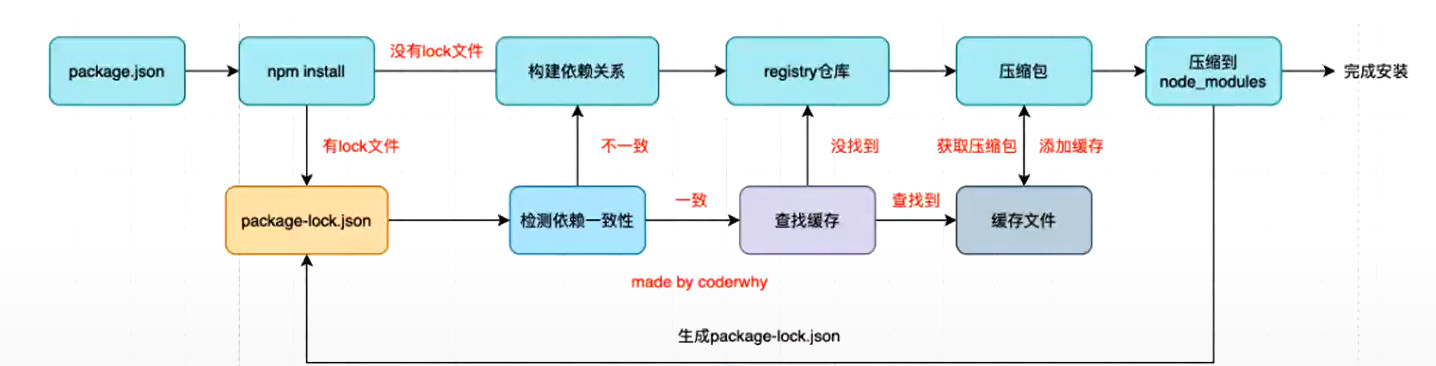 没有lock文件
package.json
npm install
构建依赖关系
registry仓库
压缩包
压缩到
node_modules
完成安装
有lock文件
不一致
没找到
获取压缩包
添加缓存
package-lock.json
检测依赖一致性
一致
查找缓存
查找到
缓存文件
made by coderwhy
生成package-lock.json